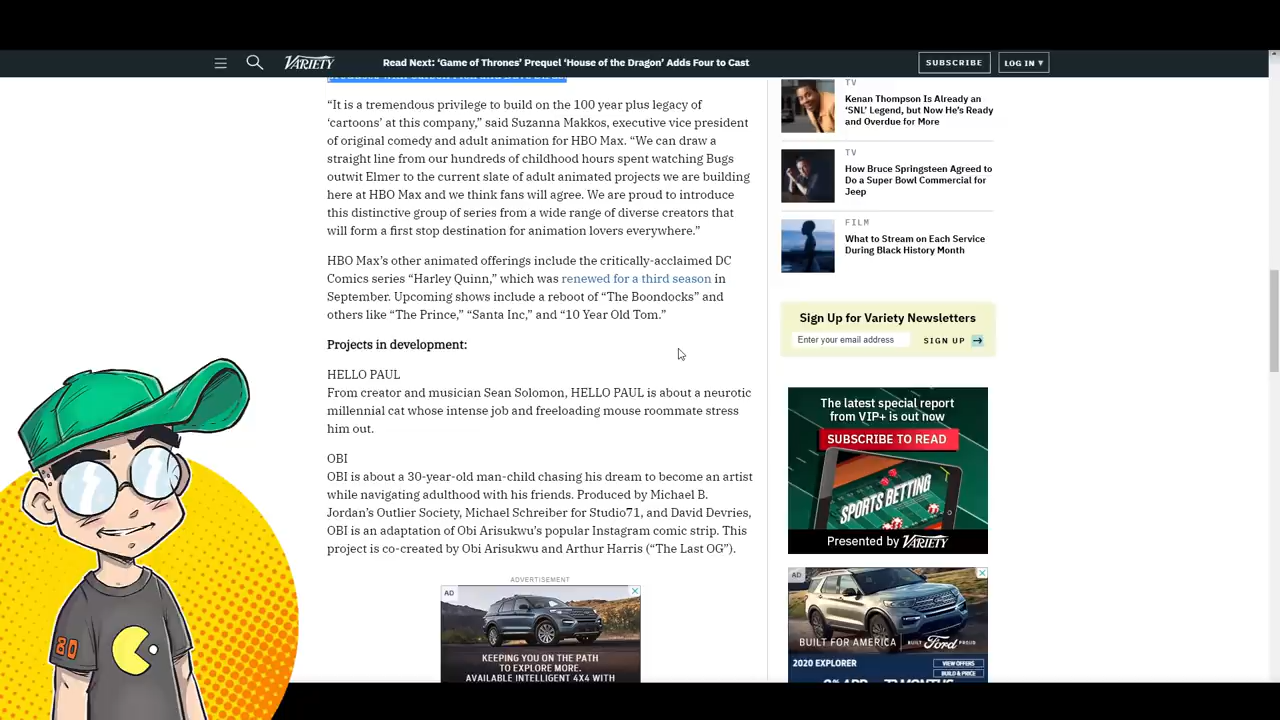 VARIETY
Read Next: ‘Game of Thrones’ Prequel ‘House of the Dragon’ Adds Four to Cast
SUBSCRIBE
LOG IN ▾
“It is a tremendous privilege to build on the 100 year plus legacy of
‘cartoons’ at this company,” said Suzanna Makkos, executive vice president
of original comedy and adult animation for HBO Max. “We can draw a
straight line from our hundreds of childhood hours spent watching Bugs
outwit Elmer to the current slate of adult animated projects we are building
here at HBO Max and we think fans will agree. We are proud to introduce
this distinctive group of series from a wide range of diverse creators that
will form a first stop destination for animation lovers everywhere.”
HBO Max’s other animated offerings include the critically-acclaimed DC
Comics series “Harley Quinn,” which was renewed for a third season in
September. Upcoming shows include a reboot of “The Boondocks” and
others like “The Prince,” “Santa Inc,” and “10 Year Old Tom.”
Projects in development:
HELLO PAUL
From creator and musician Sean Solomon, HELLO PAUL is about a neurotic
millennial cat whose intense job and freeloading mouse roommate stress
him out.
OBI
OBI is about a 30-year-old man-child chasing his dream to become an artist
while navigating adulthood with his friends. Produced by Michael B.
Jordan’s Outlier Society, Michael Schreiber for Studio71, and David Devries,
OBI is an adaptation of Obi Arisukwu’s popular Instagram comic strip. This
project is co-created by Obi Arisukwu and Arthur Harris (“The Last OG”).
ADVERTISEMENT
AD
KEEPING YOU ON THE PATH
TO EXPLORE MORE.
AVAILABLE INTELLIGENT 4X4 WITH
TV
Kenan Thompson Is Already an
‘SNL’ Legend, but Now He’s Ready
and Overdue for More
TV
How Bruce Springsteen Agreed to
Do a Super Bowl Commercial for
Jeep
FILM
What to Stream on Each Service
During Black History Month
Sign Up for Variety Newsletters
Enter your email address
SIGN UP
The latest special report
from VIP+ is out now
SUBSCRIBE TO READ
SPORTS BETTING
Presented by VARIETY
AD
BUILT FOR AMERICA
BUILT Ford PROUD
2020 EXPLORER
VIEW OFFERS
BUILD & PRICE
80